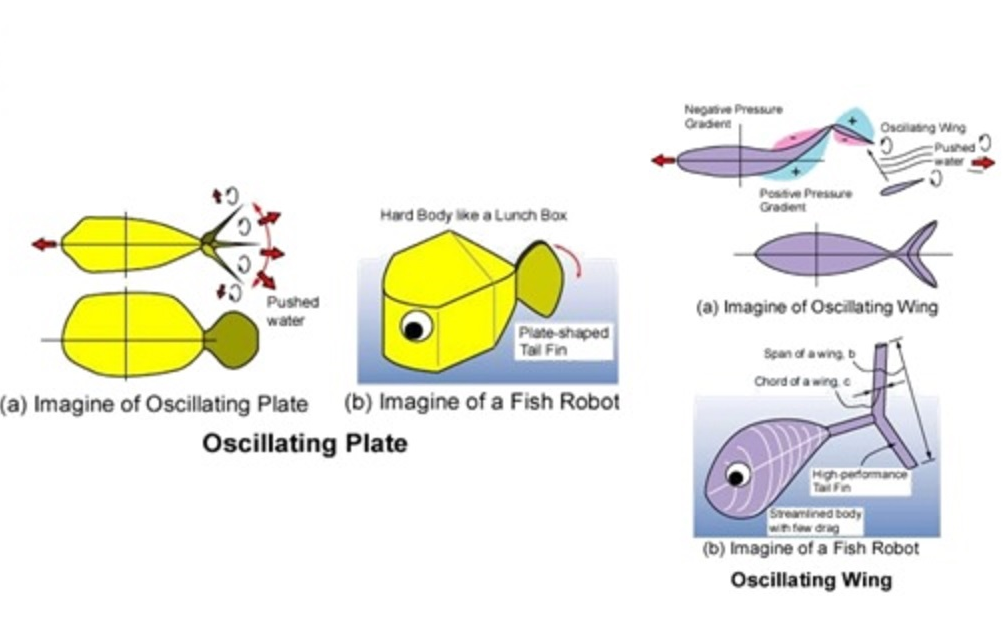 Pushed
water
(a) Imagine of Oscillating Plate
Hard Body like a Lunch Box
Plate-shaped
Tail Fin
(b) Imagine of a Fish Robot
Oscillating Plate
Negative Pressure
Gradient
+
Oscillating Wing
-
-
Pushed
water
+
Positive Pressure
Gradient
(a) Imagine of Oscillating Wing
Span of a wing, b
Chord of a wing, c
High-performance
Tail Fin
Streamlined body
with few drag
(b) Imagine of a Fish Robot
Oscillating Wing